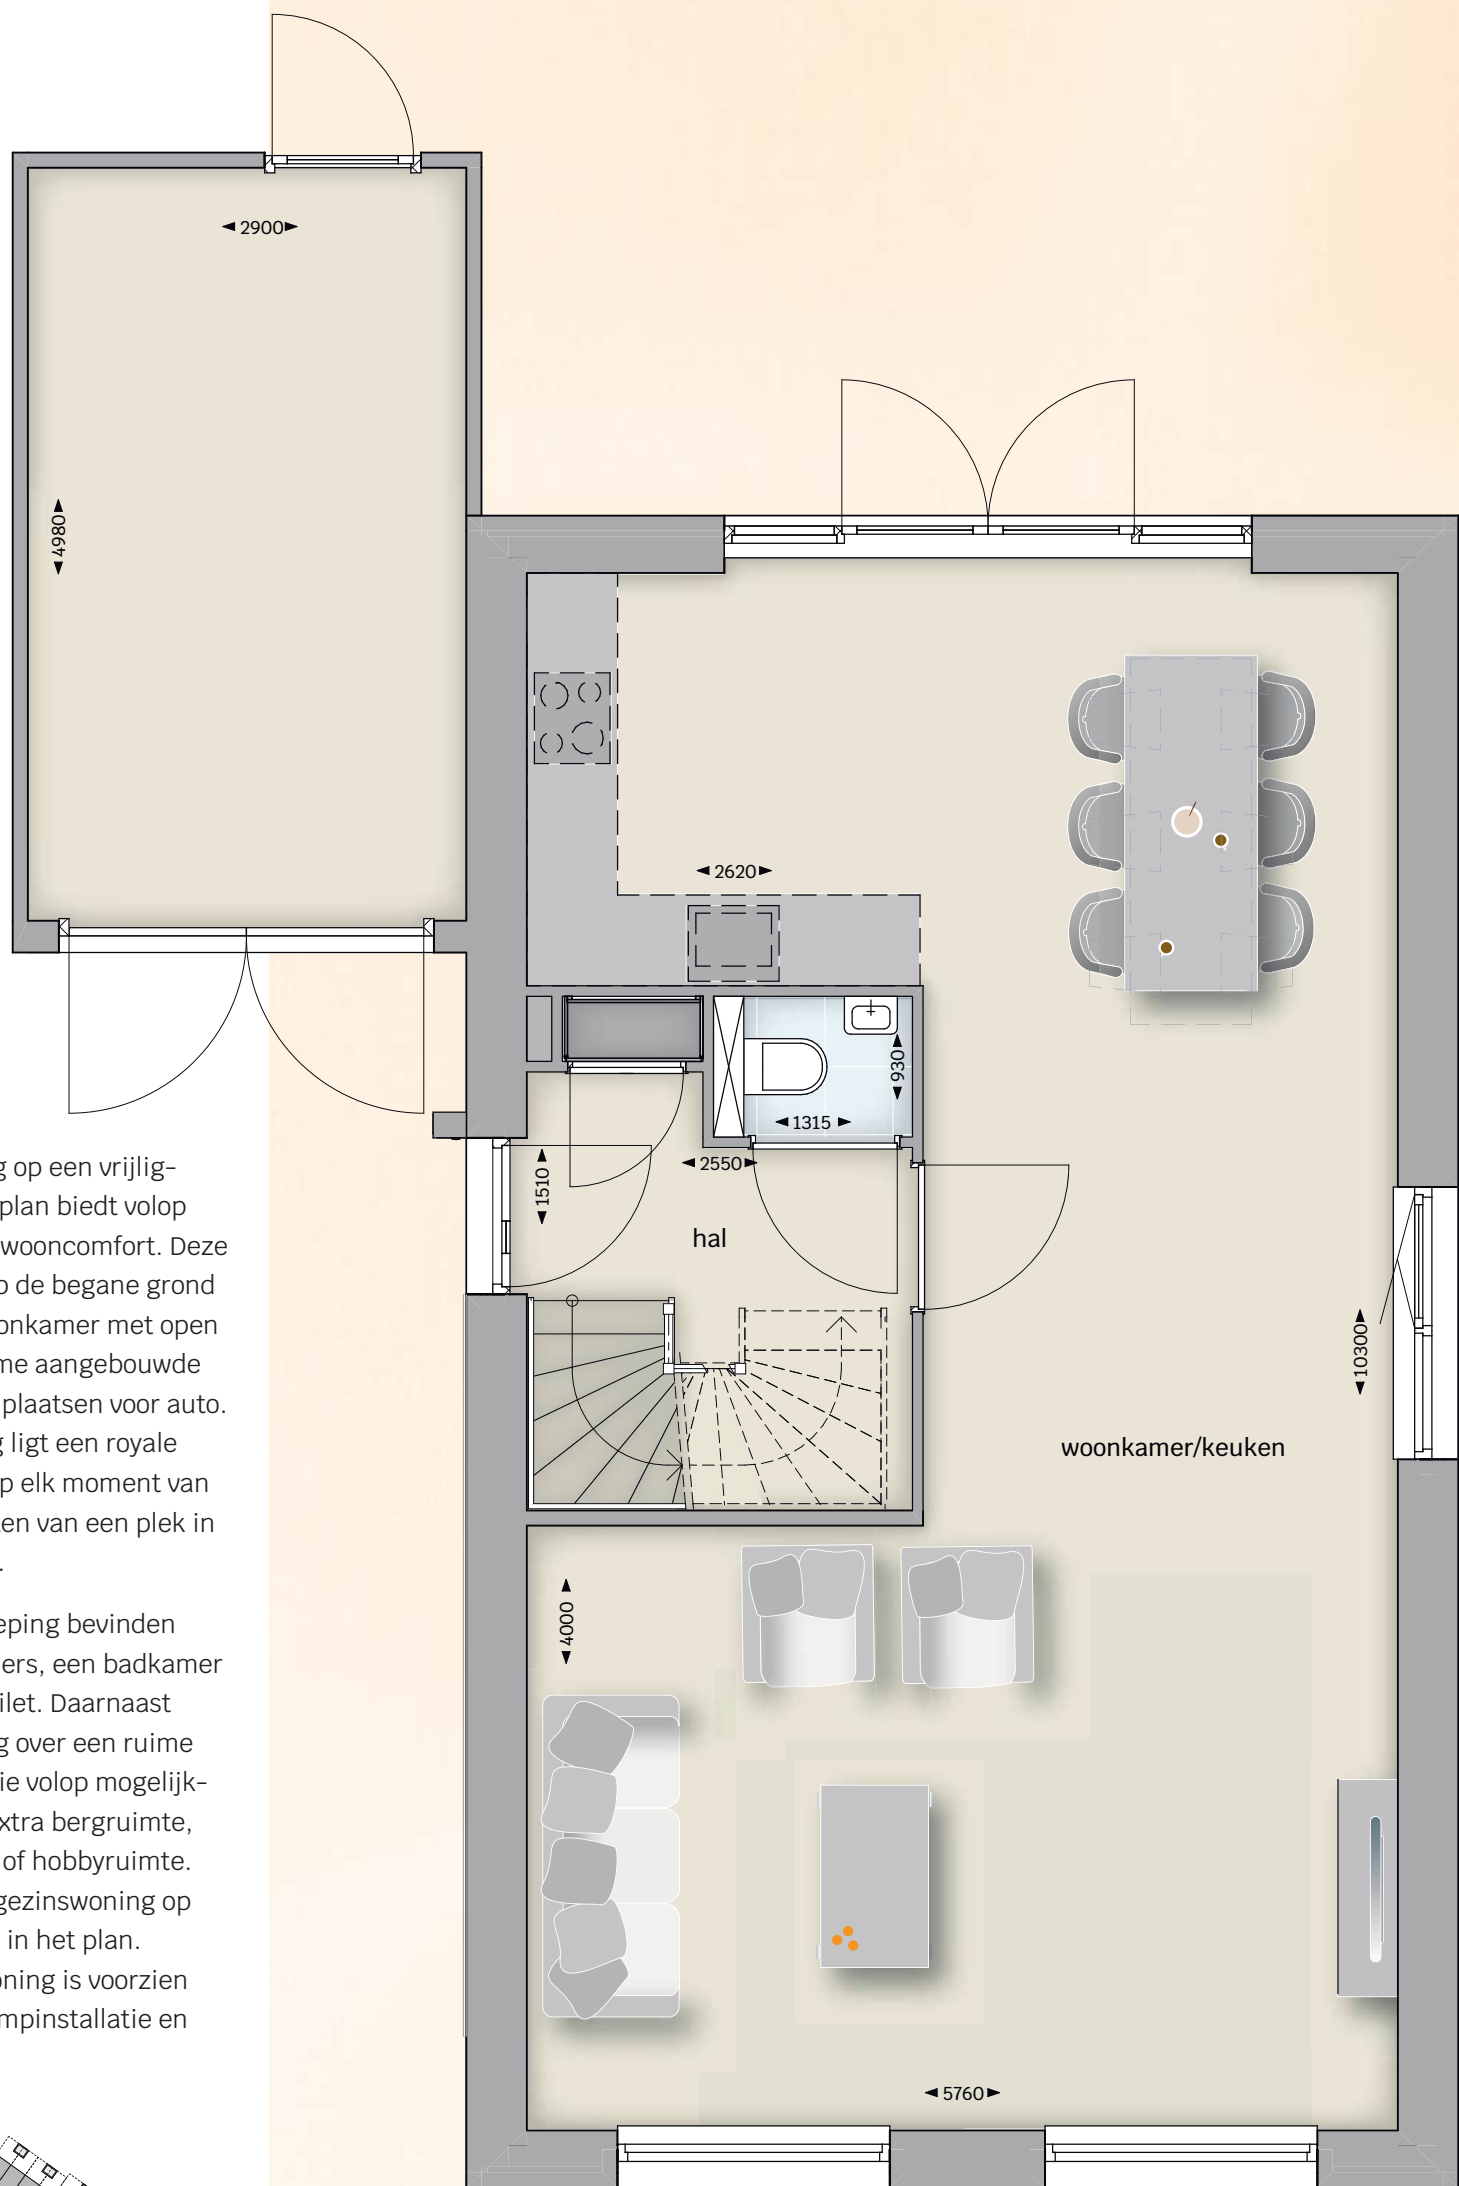 2900
4980
2620
930
1315
2550
1510
hal
10300
woonkamer/keuken
4000
5760
g op een vrijlig-
plan biedt volop
wooncomfort. Deze
o de begane grond
onkamer met open
me aangebouwde
plaatsen voor auto.
g ligt een royale
p elk moment van
en van een plek in
.
eping bevinden
ers, een badkamer
ilet. Daarnaast
g over een ruime
ie volop mogelijk-
xtra bergruimte,
of hobbyruimte.
gezinswoning op
in het plan.
oning is voorzien
mpinstallatie en